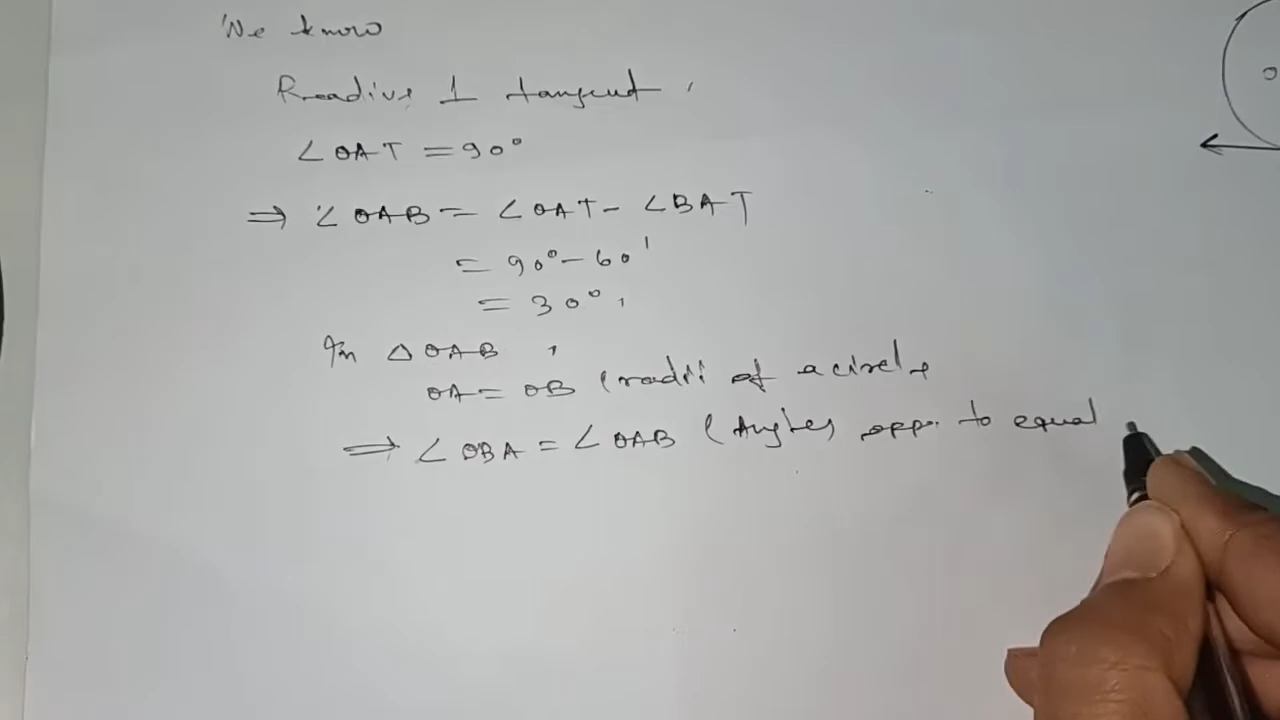 We know
Radius ⊥ tangent,
∠OAT = 90°
⇒ ∠OAB = ∠OAT - ∠BAT
= 90° - 60°
= 30°,
In △OAB,
OA = OB (radii of a circle
⇒ ∠OBA = ∠OAB (Angles oppo. to equal
O